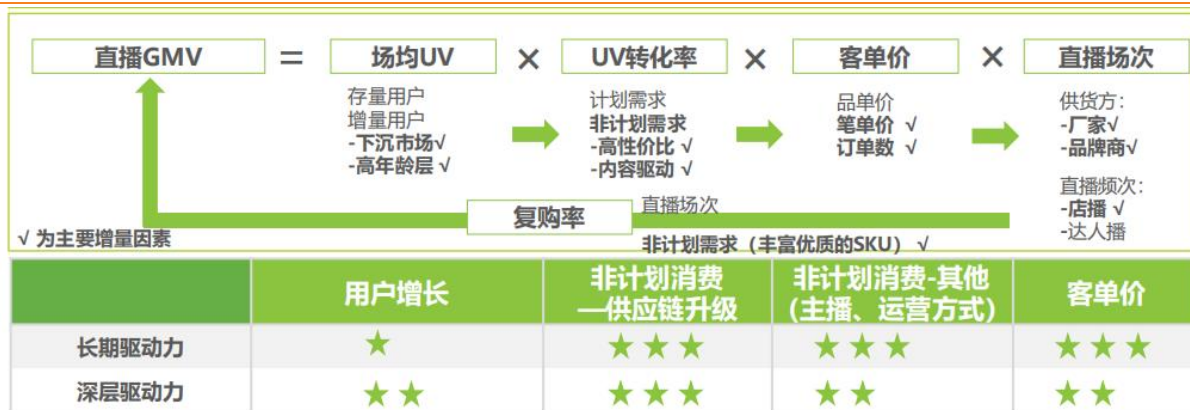 直播GMV = 场均UV × UV转化率 × 客单价 × 直播场次
存量用户
增量用户
-下沉市场√
-高年龄层 √
计划需求
非计划需求
-高性价比 √
-内容驱动 √
品单价
笔单价 √
订单数 √
供货方：
-厂家√
-品牌商√
直播频次：
-店播 √
-达人播
复购率
直播场次
非计划需求（丰富优质的SKU） √
√ 为主要增量因素
用户增长
非计划消费
—供应链升级
非计划消费-其他
（主播、运营方式）
客单价
长期驱动力 ★ ★★★ ★★★ ★★★
深层驱动力 ★★ ★★★ ★★ ★★